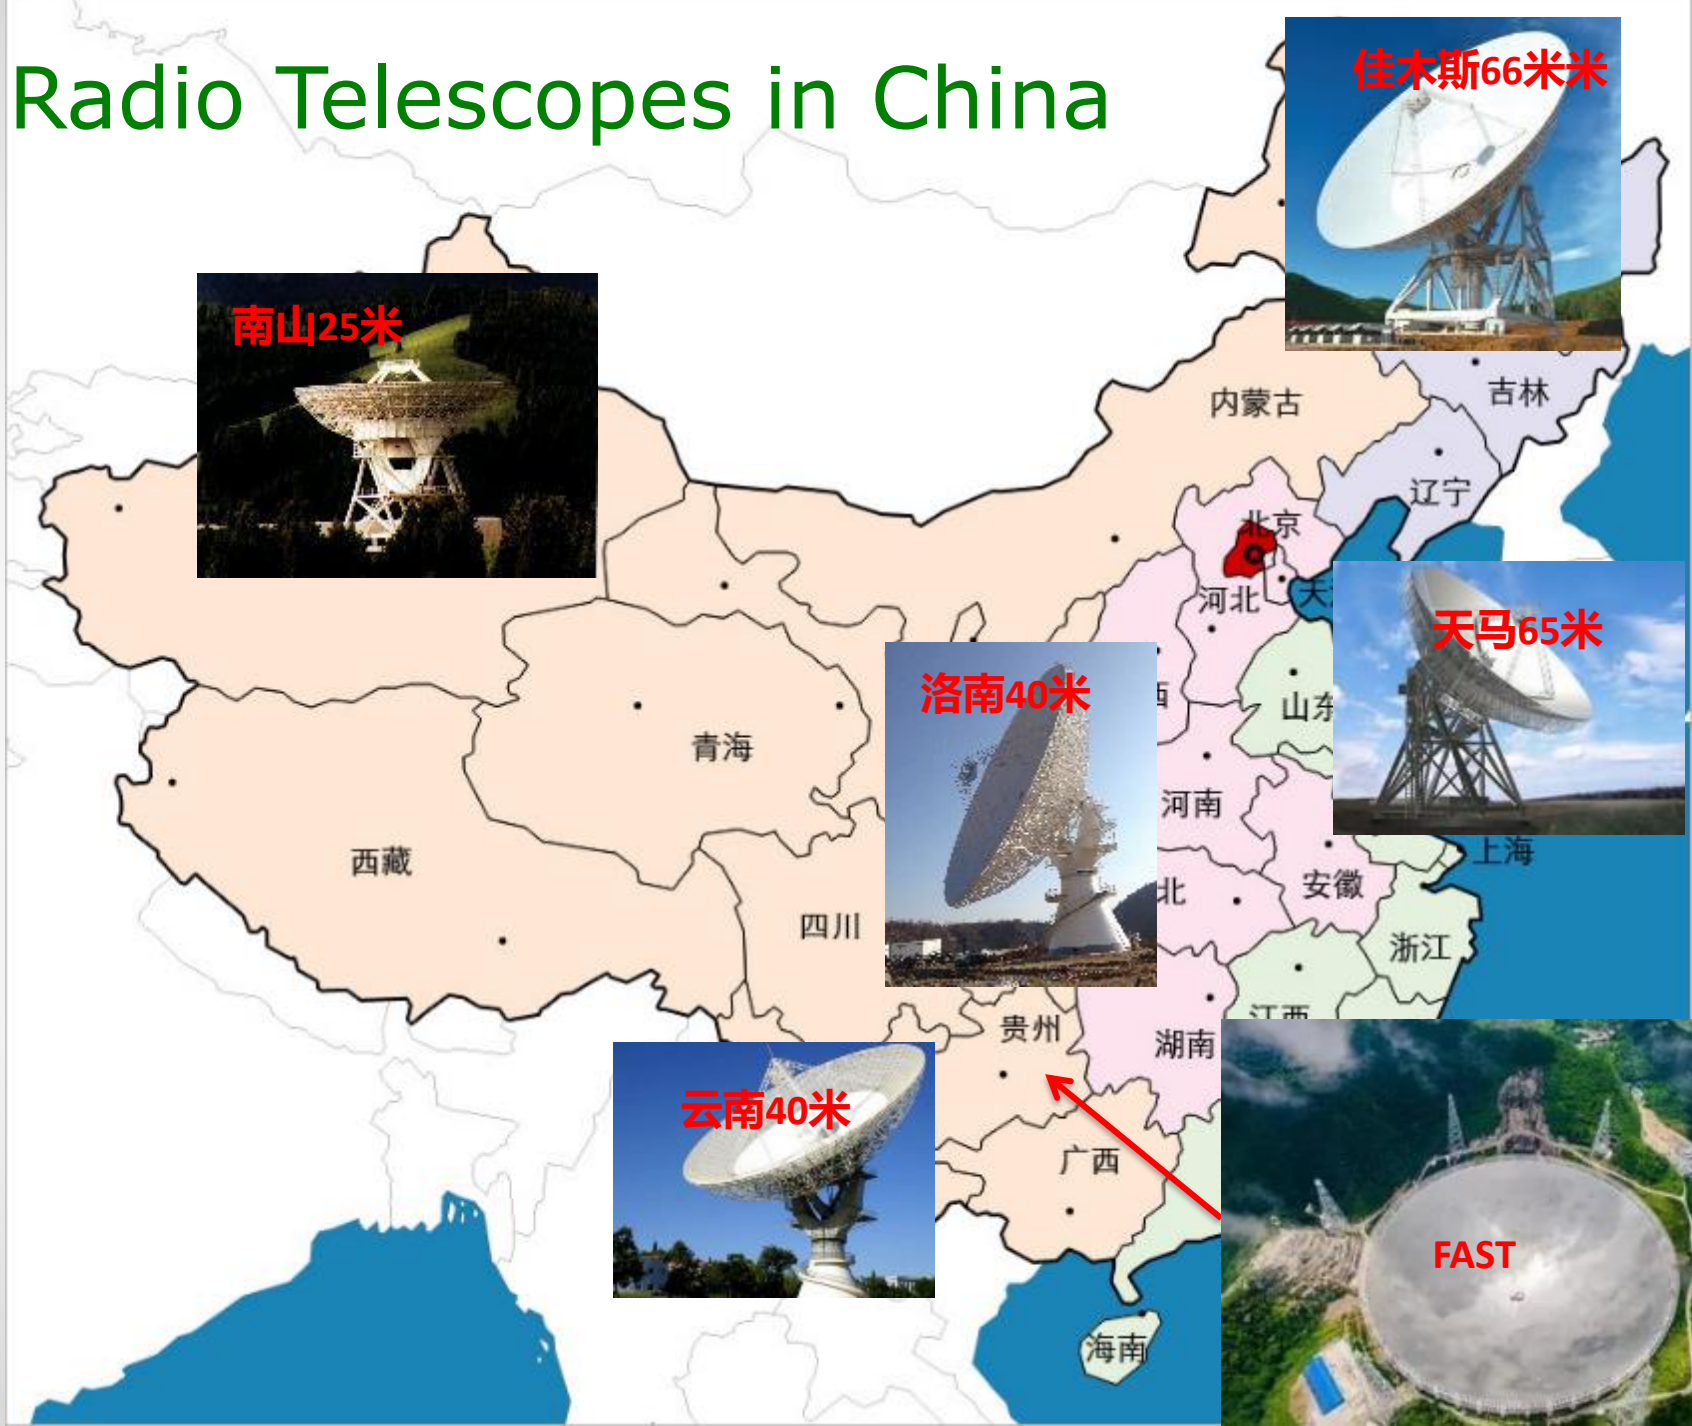 Radio Telescopes in China
佳木斯66米米
南山25米
内蒙古
吉林
辽宁
北京
河北
天马65米
洛南40米
山东
青海
河南
西藏
上海
安徽
四川
北
浙江
江西
贵州
湖南
云南40米
广西
FAST
海南